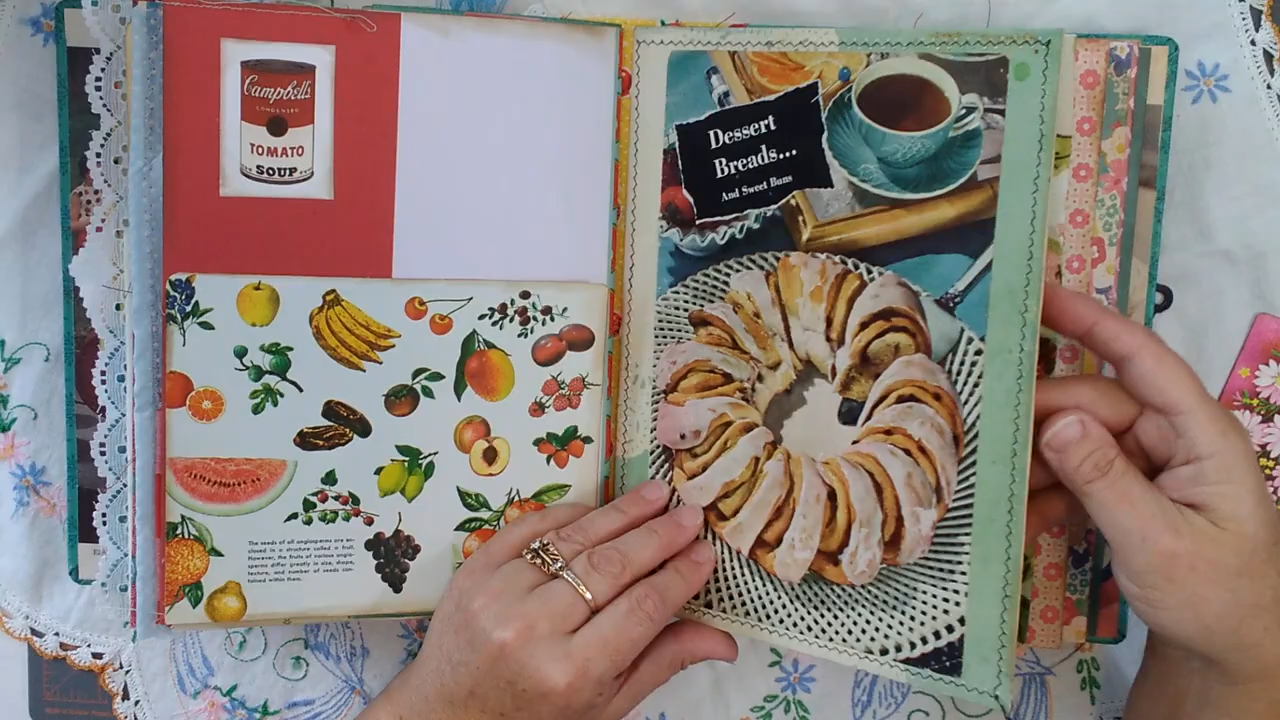 Campbell's
CONDENSED
TOMATO
SOUP
The seeds of all angiosperms are en-
closed in a structure called a fruit.
However, the fruits of various angio-
sperms differ greatly in size, shape,
texture, and number of seeds con-
tained within them.
Dessert
Breads...
And Sweet Buns